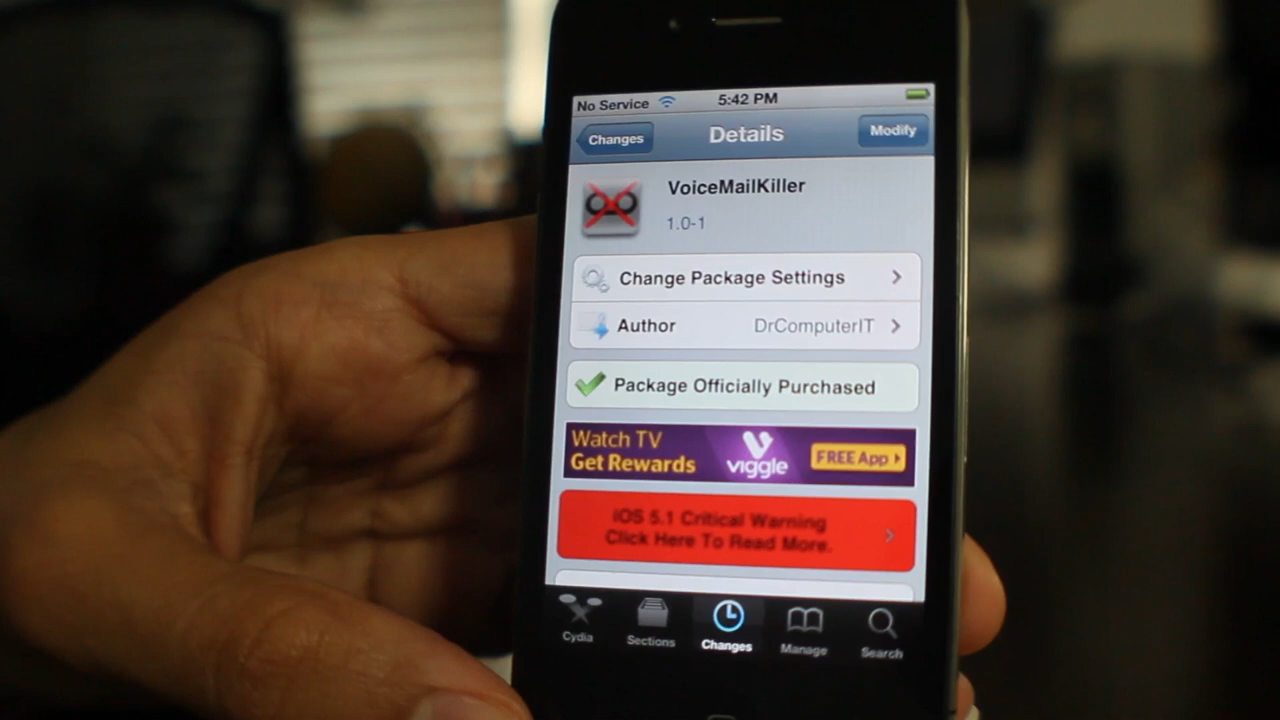 No Service 5:42 PM
Changes Details Modify
VoiceMailKiller
1.0-1
Change Package Settings
Author DrComputerIT
Package Officially Purchased
Watch TV
Get Rewards
viggle
FREE App
iOS 5.1 Critical Warning
Click Here To Read More.
Cydia Sections Changes Manage Search